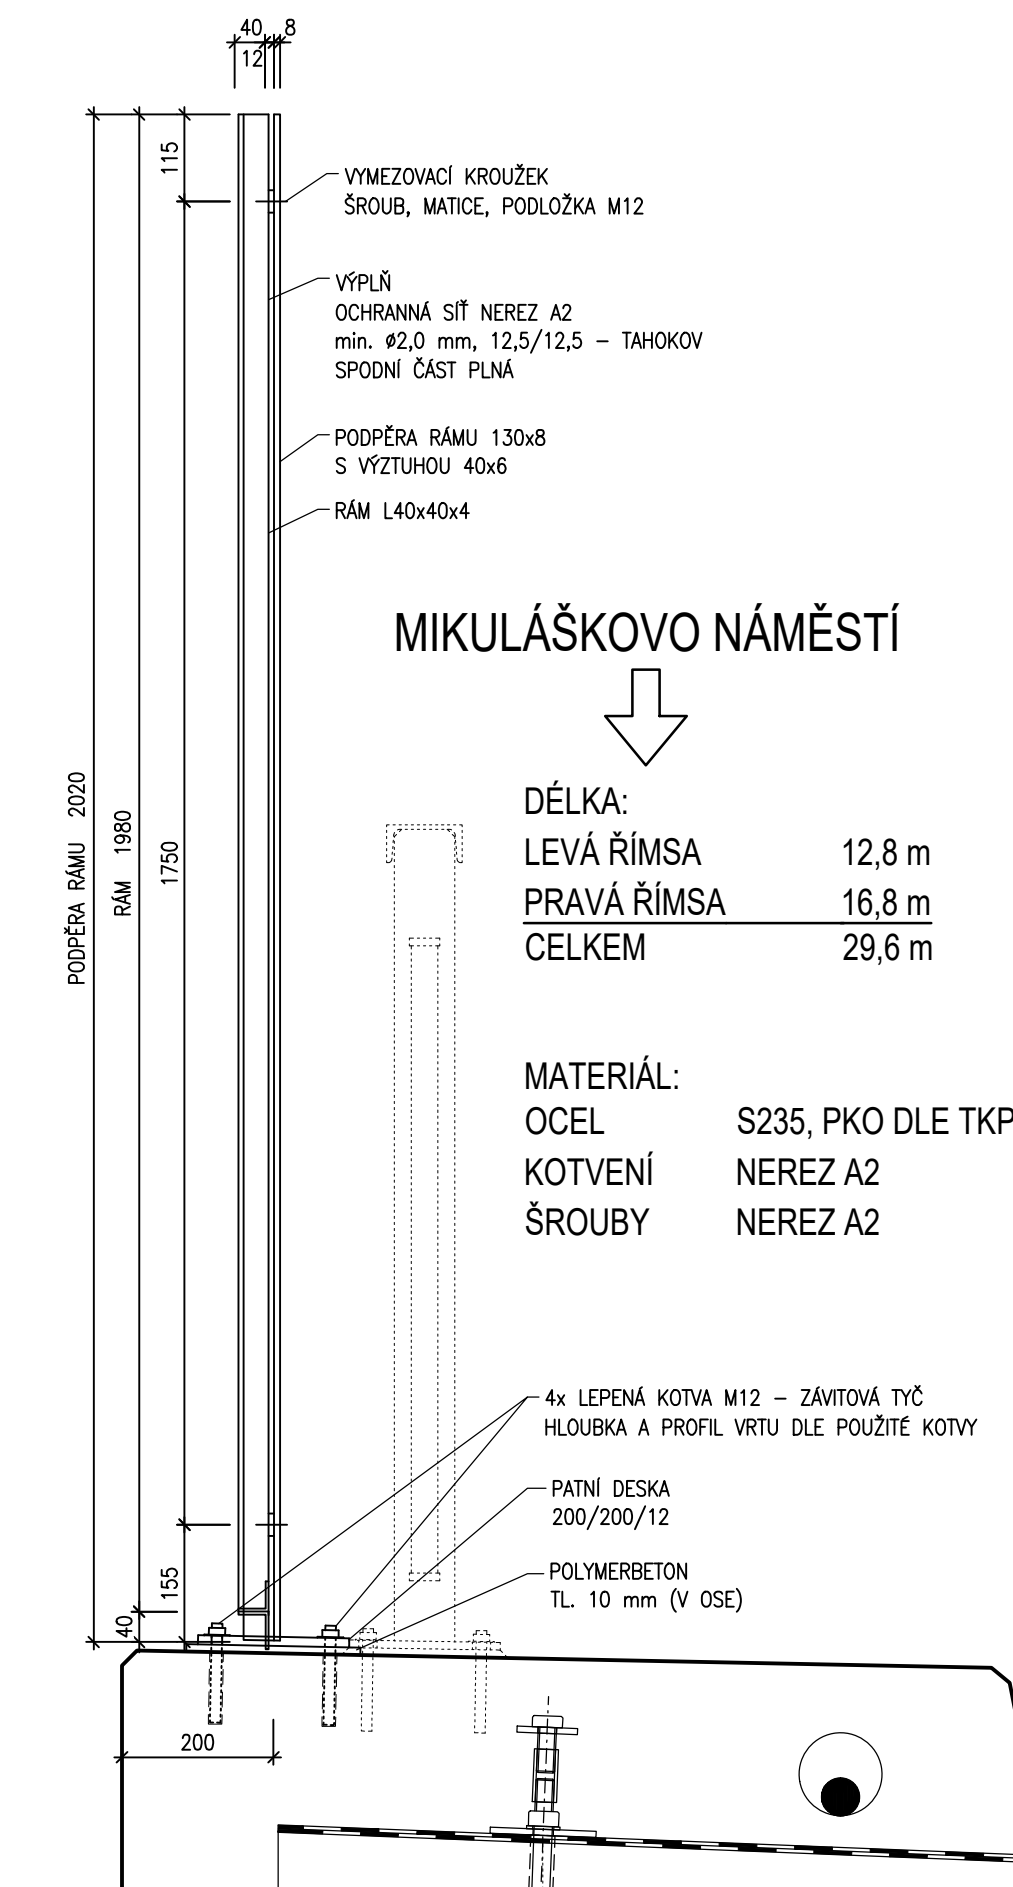 40 8
12
115
VYMEZOVACÍ KROUŽEK
ŠROUB, MATICE, PODLOŽKA M12
VÝPLŇ
OCHRANNÁ SÍŤ NEREZ A2
min. ø2,0 mm, 12,5/12,5 – TAHOKOV
SPODNÍ ČÁST PLNÁ
PODPĚRA RÁMU 130x8
S VÝZTUHOU 40x6
RÁM L40x40x4
MIKULÁŠKOVO NÁMĚSTÍ
PODPĚRA RÁMU 2020
RÁM 1980
1750
DÉLKA:
LEVÁ ŘÍMSA 12,8 m
PRAVÁ ŘÍMSA 16,8 m
CELKEM 29,6 m
MATERIÁL:
OCEL S235, PKO DLE TKP
KOTVENÍ NEREZ A2
ŠROUBY NEREZ A2
4x LEPENÁ KOTVA M12 – ZÁVITOVÁ TYČ
HLOUBKA A PROFIL VRTU DLE POUŽITÉ KOTVY
PATNÍ DESKA
200/200/12
POLYMERBETON
TL. 10 mm (V OSE)
155
40
200